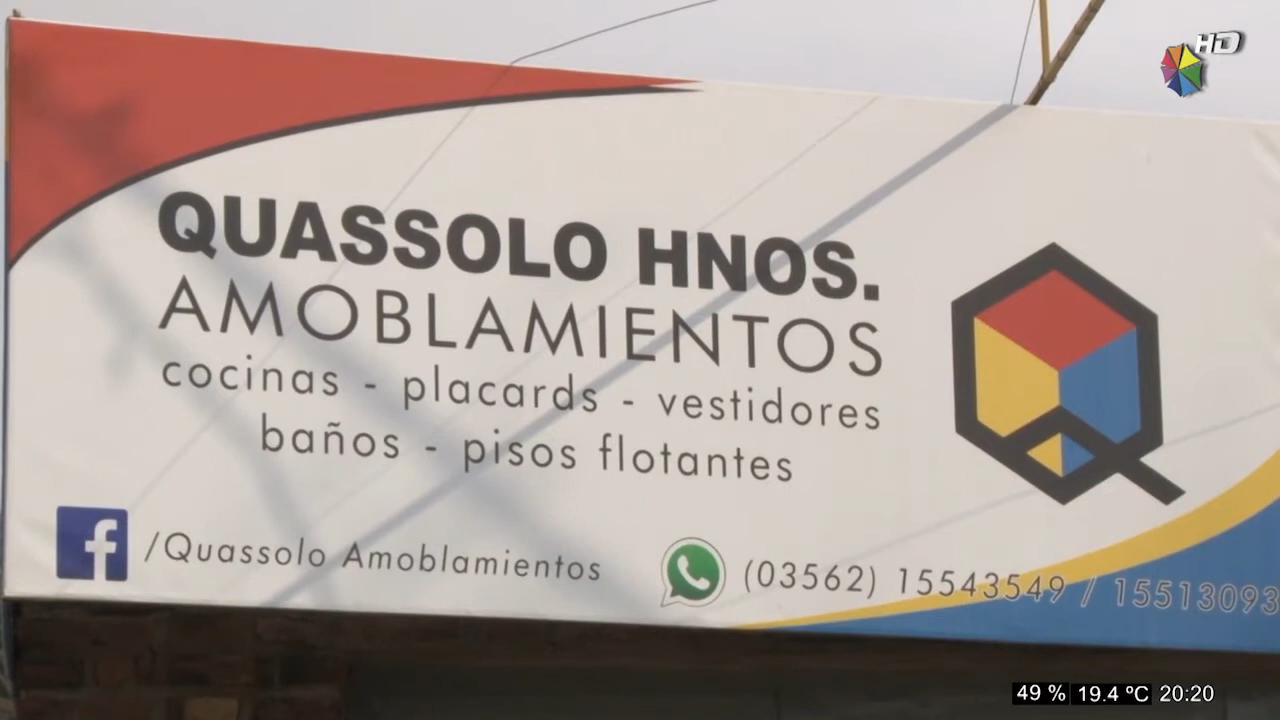 HD
QUASSOLO HNOS.
AMOBLAMIENTOS
cocinas - placards - vestidores
baños - pisos flotantes
f /Quassolo Amoblamientos
(03562) 15543549 / 15513093
49 % 19.4 ºC 20:20